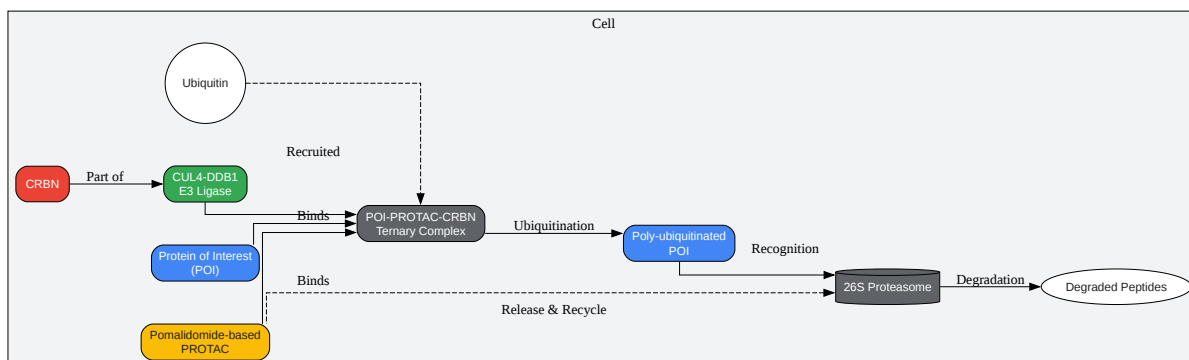 Cell
Ubiquitin
Recruited
CRBN
Part of
CUL4-DDB1
E3 Ligase
Binds
POI-PROTAC-CRBN
Ternary Complex
Ubiquitination
Poly-ubiquitinated
POI
Recognition
Protein of Interest
(POI)
Binds
26S Proteasome
Degradation
Degraded Peptides
Release & Recycle
Pomalidomide-based
PROTAC